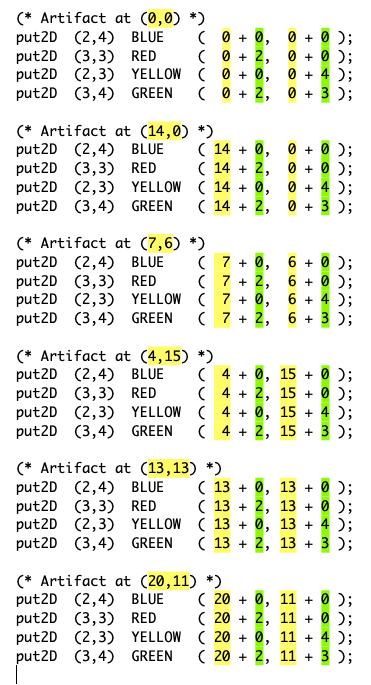 (* Artifact at (0,0) *)
put2D  (2,4)  BLUE    (  0 + 0,  0 + 0 );
put2D  (3,3)  RED     (  0 + 2,  0 + 0 );
put2D  (2,3)  YELLOW  (  0 + 0,  0 + 4 );
put2D  (3,4)  GREEN   (  0 + 2,  0 + 3 );

(* Artifact at (14,0) *)
put2D  (2,4)  BLUE    ( 14 + 0,  0 + 0 );
put2D  (3,3)  RED     ( 14 + 2,  0 + 0 );
put2D  (2,3)  YELLOW  ( 14 + 0,  0 + 4 );
put2D  (3,4)  GREEN   ( 14 + 2,  0 + 3 );

(* Artifact at (7,6) *)
put2D  (2,4)  BLUE    (  7 + 0,  6 + 0 );
put2D  (3,3)  RED     (  7 + 2,  6 + 0 );
put2D  (2,3)  YELLOW  (  7 + 0,  6 + 4 );
put2D  (3,4)  GREEN   (  7 + 2,  6 + 3 );

(* Artifact at (4,15) *)
put2D  (2,4)  BLUE    (  4 + 0, 15 + 0 );
put2D  (3,3)  RED     (  4 + 2, 15 + 0 );
put2D  (2,3)  YELLOW  (  4 + 0, 15 + 4 );
put2D  (3,4)  GREEN   (  4 + 2, 15 + 3 );

(* Artifact at (13,13) *)
put2D  (2,4)  BLUE    ( 13 + 0, 13 + 0 );
put2D  (3,3)  RED     ( 13 + 2, 13 + 0 );
put2D  (2,3)  YELLOW  ( 13 + 0, 13 + 4 );
put2D  (3,4)  GREEN   ( 13 + 2, 13 + 3 );

(* Artifact at (20,11) *)
put2D  (2,4)  BLUE    ( 20 + 0, 11 + 0 );
put2D  (3,3)  RED     ( 20 + 2, 11 + 0 );
put2D  (2,3)  YELLOW  ( 20 + 0, 11 + 4 );
put2D  (3,4)  GREEN   ( 20 + 2, 11 + 3 );